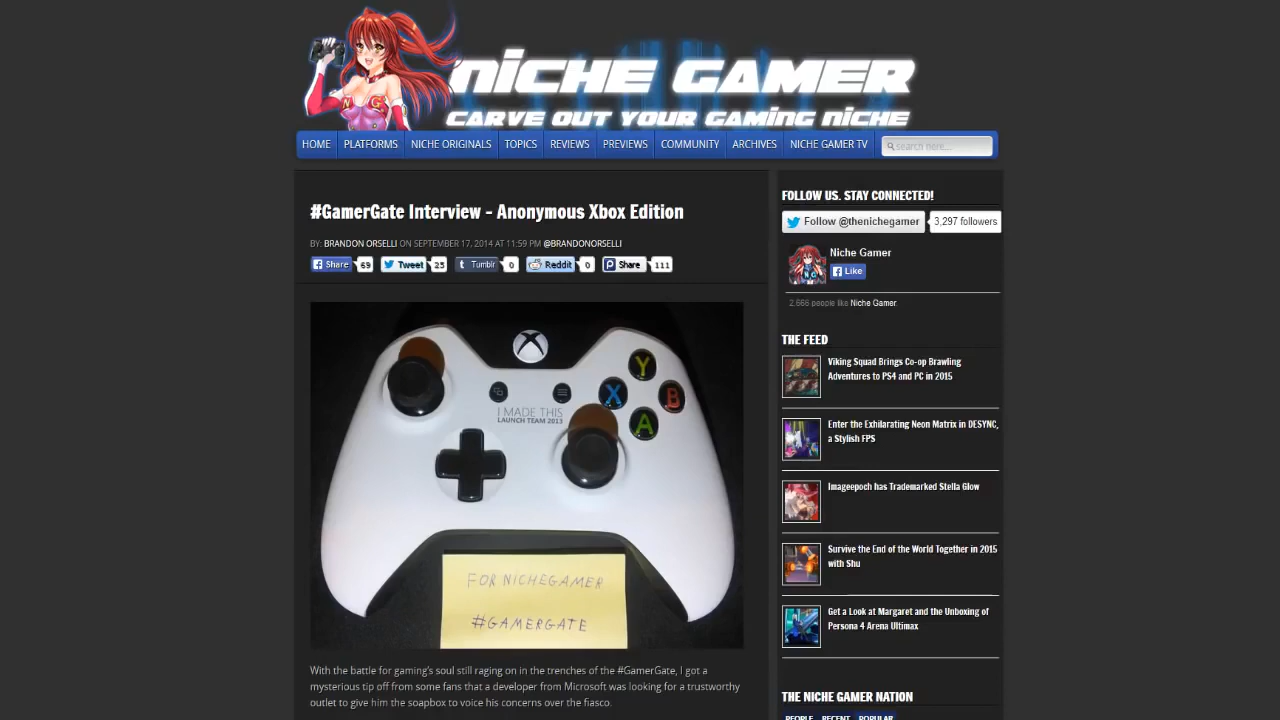 N G
NICHE GAMER
CARVE OUT YOUR GAMING NICHE
HOME PLATFORMS NICHE ORIGINALS TOPICS REVIEWS PREVIEWS COMMUNITY ARCHIVES NICHE GAMER TV search here...
#GamerGate Interview - Anonymous Xbox Edition
BY: BRANDON ORSELLI ON SEPTEMBER 17, 2014 AT 11:59 PM @BRANDONORSELLI
Share 69 Tweet 25 Tumblr 0 Reddit 0 Share 111
Y
X B
A
I MADE THIS
LAUNCH TEAM 2013
FOR NICHEGAMER
#GAMERGATE
With the battle for gaming's soul still raging on in the trenches of the #GamerGate, I got a
mysterious tip off from some fans that a developer from Microsoft was looking for a trustworthy
outlet to give him the soapbox to voice his concerns over the fiasco.
FOLLOW US. STAY CONNECTED!
Follow @thenichegamer 3,297 followers
Niche Gamer
Like
2,666 people like Niche Gamer.
THE FEED
Viking Squad Brings Co-op Brawling
Adventures to PS4 and PC in 2015
Enter the Exhilarating Neon Matrix in DESYNC,
a Stylish FPS
Imageepoch has Trademarked Stella Glow
Survive the End of the World Together in 2015
with Shu
Get a Look at Margaret and the Unboxing of
Persona 4 Arena Ultimax
THE NICHE GAMER NATION
PEOPLE RECENT POPULAR